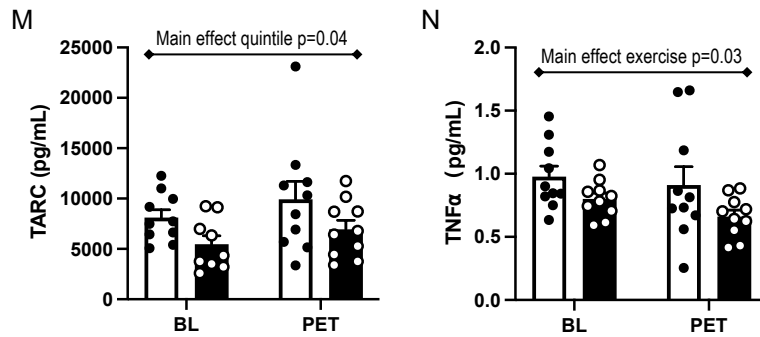 M
Main effect quintile p=0.04
TARC (pg/mL)
25000
20000
15000
10000
5000
0
BL PET
N
Main effect exercise p=0.03
TNFα (pg/mL)
2.0
1.5
1.0
0.5
0.0
BL PET